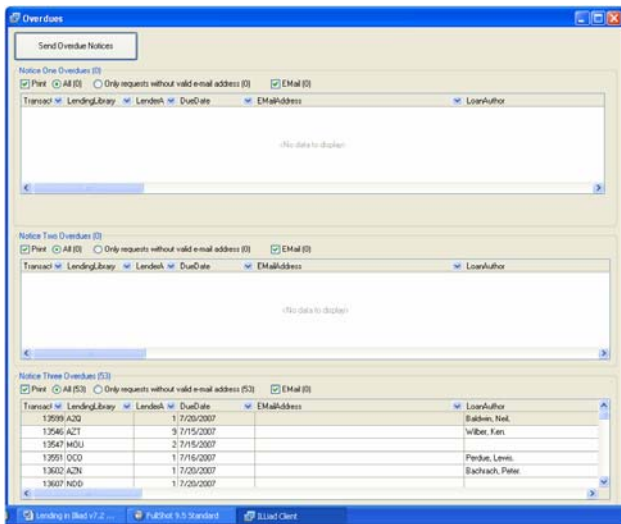 Overdues
Send Overdue Notices
Notice One Overdues (0)
Print All (0) Only requests without valid e-mail address (0) EMail (0)
Transact LendingLibrary LenderA DueDate EMailAddress LoanAuthor
<No data to display>
Notice Two Overdues (0)
Print All (0) Only requests without valid e-mail address (0) EMail (0)
Transact LendingLibrary LenderA DueDate EMailAddress LoanAuthor
<No data to display>
Notice Three Overdues (53)
Print All (53) Only requests without valid e-mail address (53) EMail (0)
Transact LendingLibrary LenderA DueDate EMailAddress LoanAuthor
13599 AZQ 1 7/20/2007 Baldwin, Neil.
13546 AZT 9 7/15/2007 Wilber, Ken.
13547 MOU 2 7/15/2007
13551 OCO 1 7/16/2007 Perdue, Lewis.
13602 AZN 1 7/20/2007 Bachrach, Peter.
13607 NDD 1 7/20/2007
Lending in Illiad v7.2 ... FullShot 9.5 Standard ILLiad Client